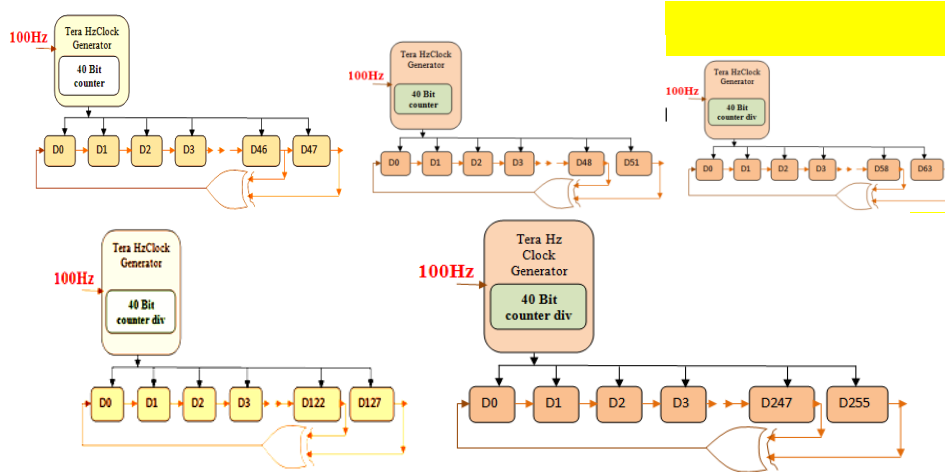 100Hz
Tera HzClock
Generator
40 Bit
counter
D0 D1 D2 D3 D46 D47
100Hz
Tera HzClock
Generator
40 Bit
counter
D0 D1 D2 D3 D48 D51
100Hz
Tera HzClock
Generator
40 Bit
counter div
D0 D1 D2 D3 D58 D63
100Hz
Tera HzClock
Generator
40 Bit
counter div
D0 D1 D2 D3 D122 D127
100Hz
Tera Hz
Clock
Generator
40 Bit
counter div
D0 D1 D2 D3 D247 D255